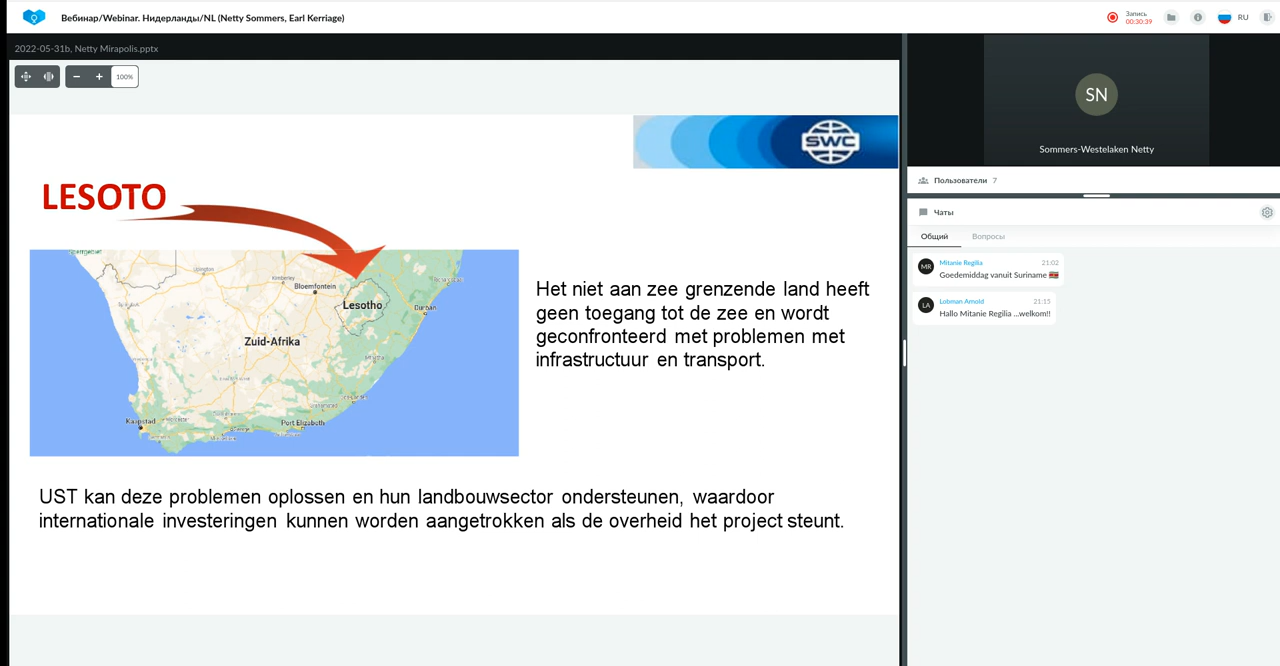 Вебинар/Webinar. Нидерланды/NL (Netty Sommers, Earl Kerriage)
Запись
00:30:39
RU
2022-05-31b, Netty Mirapolis.pptx
100%
SWC
LESOTO
Bloemfontein
Kimberley
Lesotho
Durban
Zuid-Afrika
Mthatha
Kaapstad
Port Elizabeth
Het niet aan zee grenzende land heeft
geen toegang tot de zee en wordt
geconfronteerd met problemen met
infrastructuur en transport.
UST kan deze problemen oplossen en hun landbouwsector ondersteunen, waardoor
internationale investeringen kunnen worden aangetrokken als de overheid het project steunt.
SN
Sommers-Westelaken Netty
Пользователи 7
Чаты
Общий Вопросы
MR
Mitanie Regilia 21:02
Goedemiddag vanuit Suriname 🇸🇷
LA
Lobman Arnold 21:15
Hallo Mitanie Regilia ...welkom!!